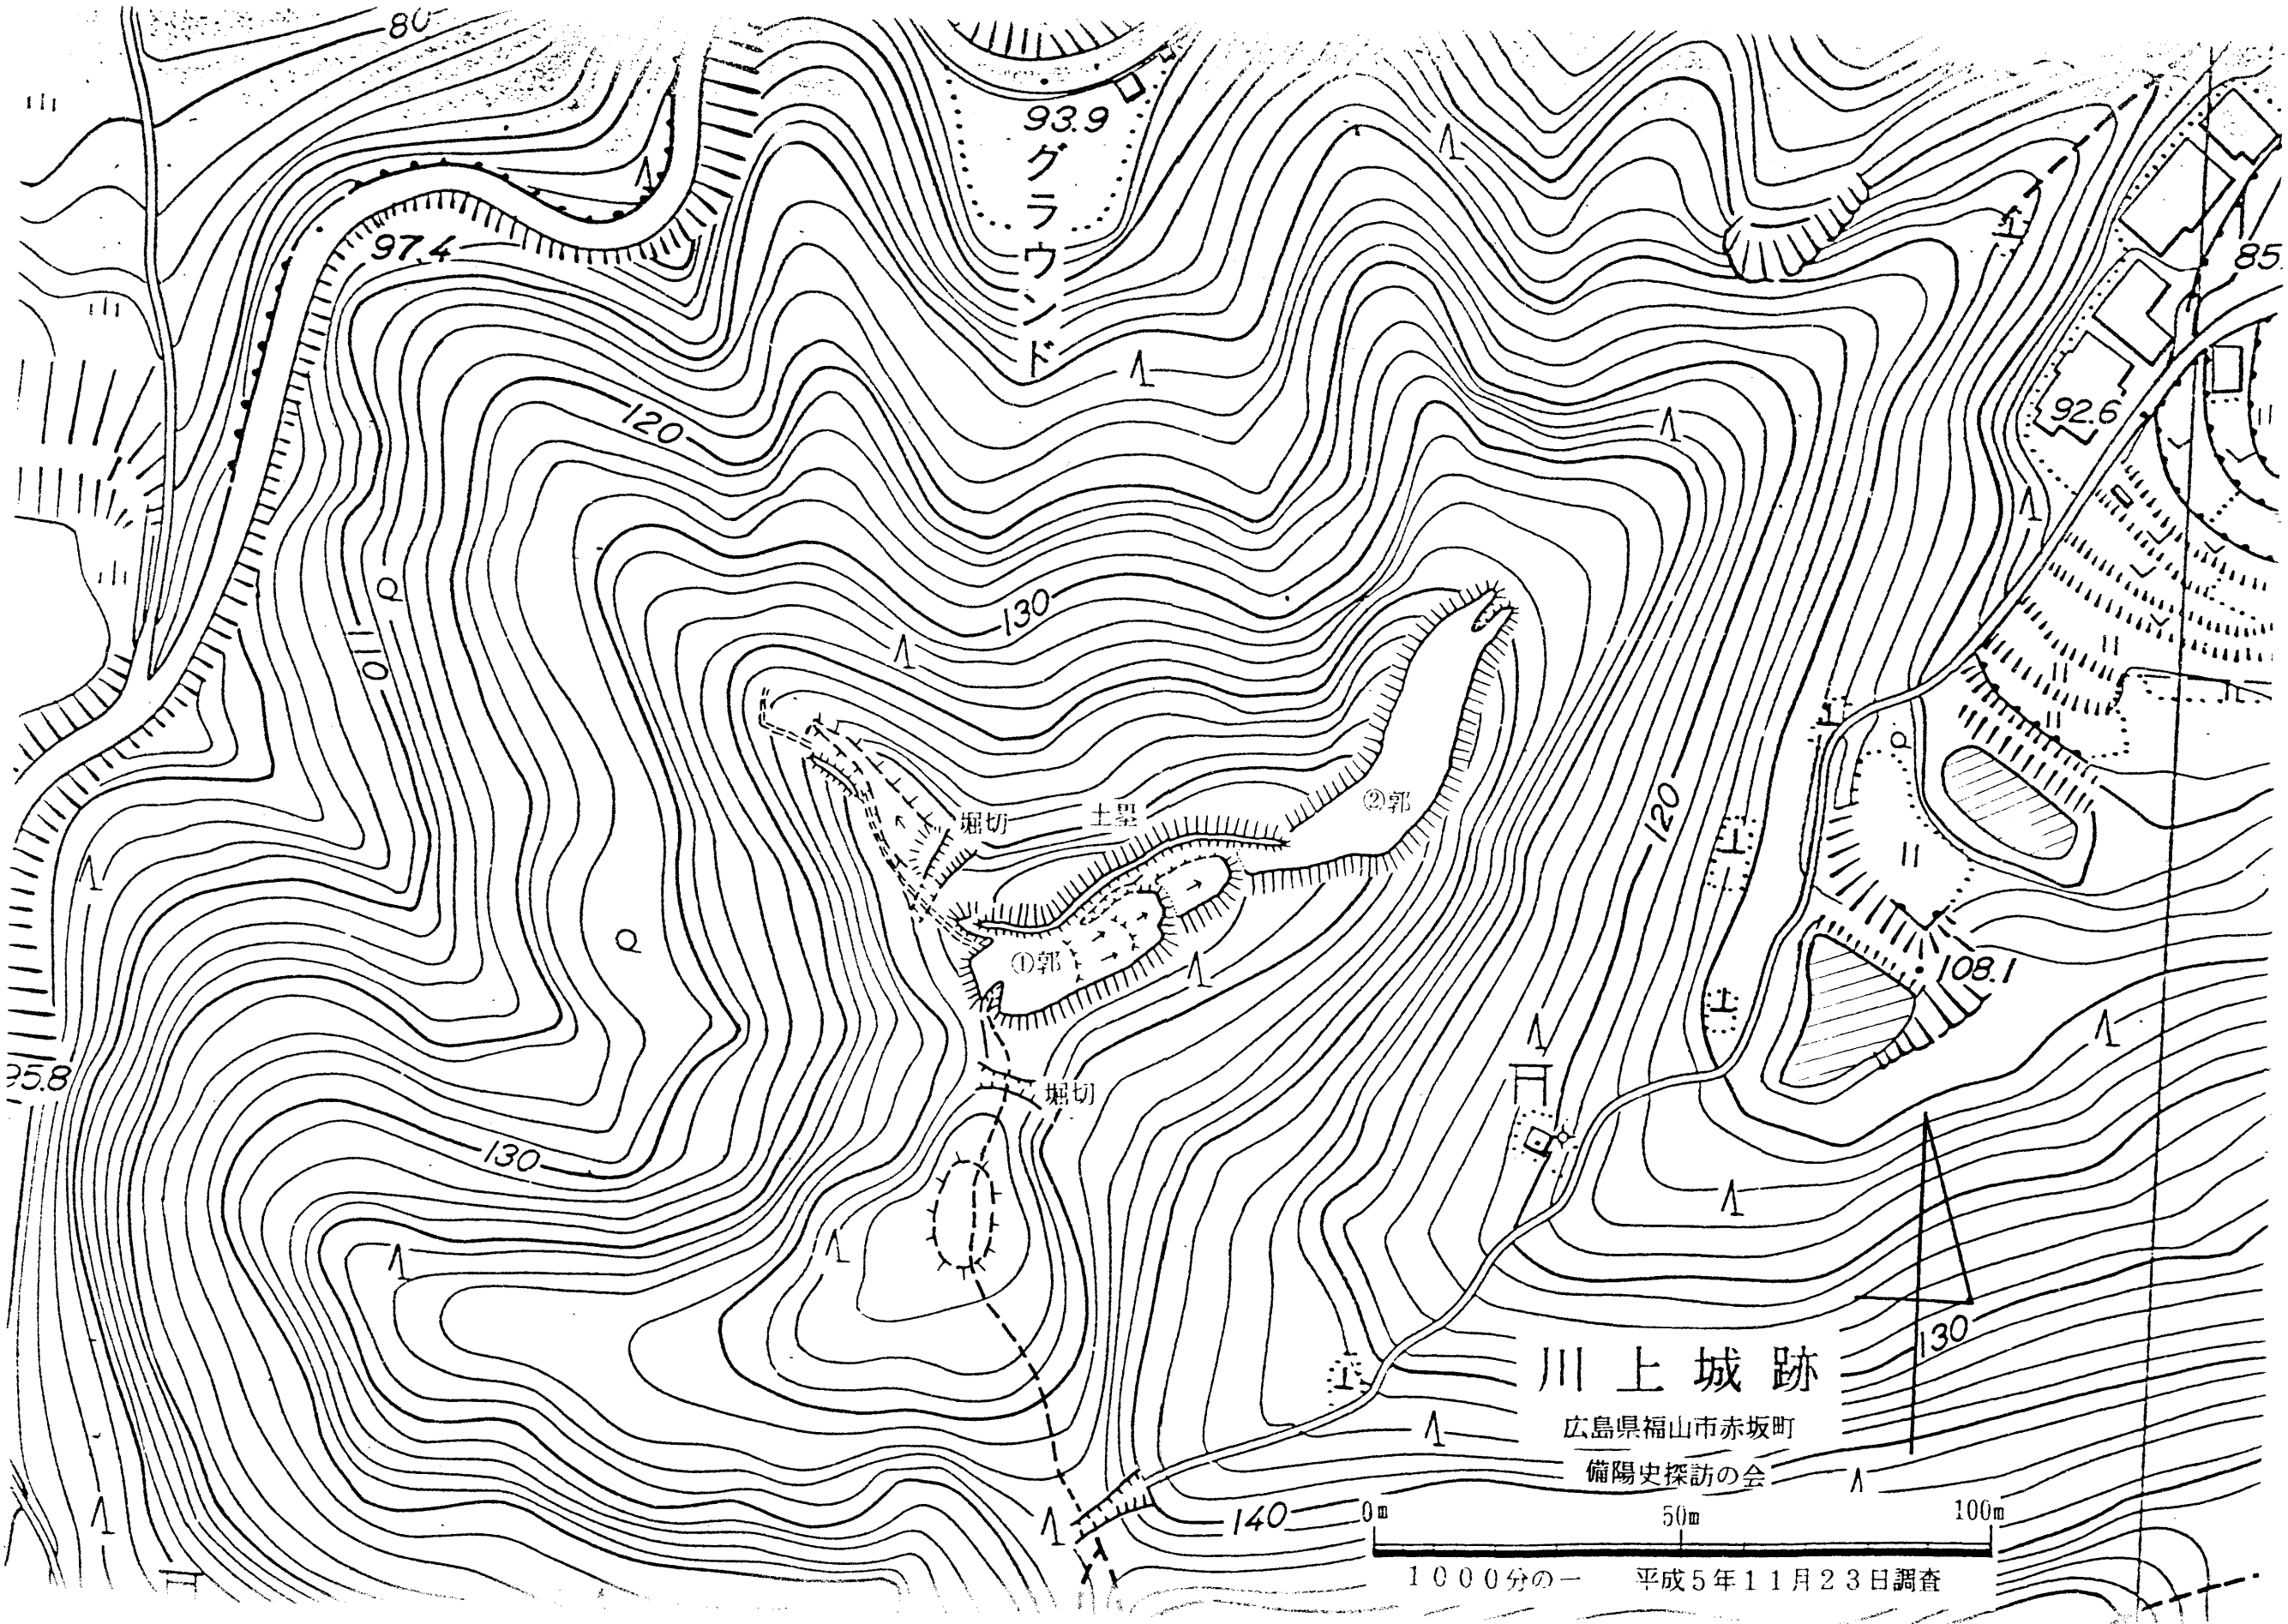 80
93.9
グラウンド
97.4
85.
92.6
120
130
110
堀切
土塁
②郭
120
①郭
108.1
95.8
堀切
130
130
川上城跡
広島県福山市赤坂町
備陽史探訪の会
140
0m 50m 100m
1000分の一 平成5年11月23日調査